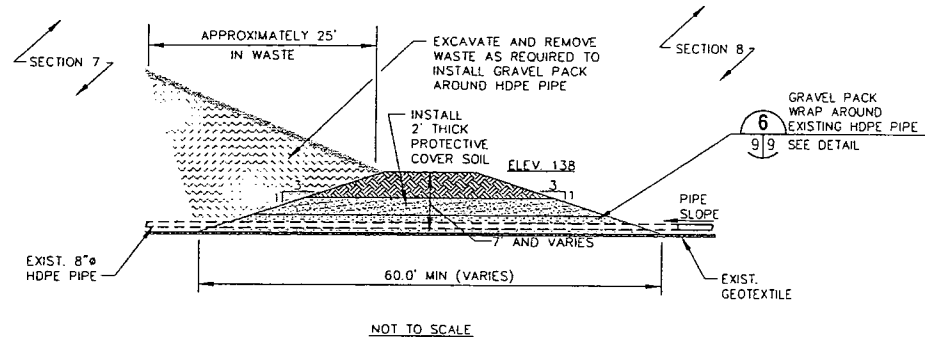 APPROXIMATELY 25'
IN WASTE
SECTION 7
EXCAVATE AND REMOVE
WASTE AS REQUIRED TO
INSTALL GRAVEL PACK
AROUND HDPE PIPE
SECTION 8
GRAVEL PACK
WRAP AROUND
EXISTING HDPE PIPE
SEE DETAIL
6
9 9
INSTALL
2' THICK
PROTECTIVE
COVER SOIL
ELEV. 138
3
1
3
1
PIPE
SLOPE
7' AND VARIES
EXIST. 8"ø
HDPE PIPE
60.0' MIN (VARIES)
EXIST.
GEOTEXTILE
NOT TO SCALE